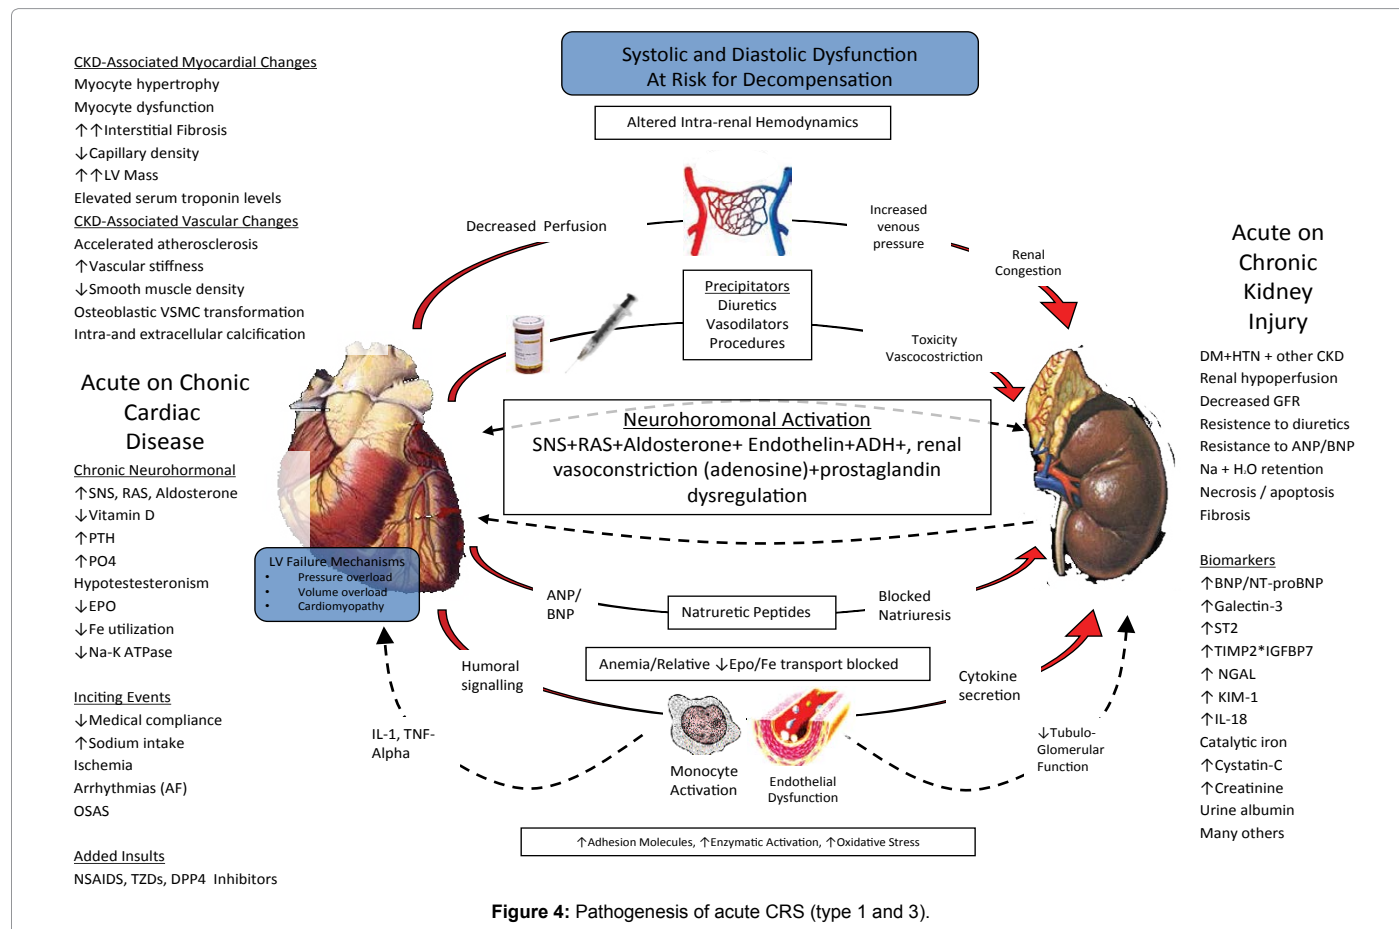 Systolic and Diastolic Dysfunction
At Risk for Decompensation
Altered Intra-renal Hemodynamics
CKD-Associated Myocardial Changes
Myocyte hypertrophy
Myocyte dysfunction
↑↑Interstitial Fibrosis
↓Capillary density
↑↑LV Mass
Elevated serum troponin levels
CKD-Associated Vascular Changes
Accelerated atherosclerosis
↑Vascular stiffness
↓Smooth muscle density
Osteoblastic VSMC transformation
Intra-and extracellular calcification
Acute on Chonic
Cardiac
Disease
Chronic Neurohormonal
↑SNS, RAS, Aldosterone
↓Vitamin D
↑PTH
↑PO4
Hypotestesteronism
↓EPO
↓Fe utilization
↓Na-K ATPase
Inciting Events
↓Medical compliance
↑Sodium intake
Ischemia
Arrhythmias (AF)
OSAS
Added Insults
NSAIDS, TZDs, DPP4 Inhibitors
Decreased Perfusion
Increased
venous
pressure
Renal
Congestion
Precipitators
Diuretics
Vasodilators
Procedures
Toxicity
Vascocostriction
Neurohoromonal Activation
SNS+RAS+Aldosterone+ Endothelin+ADH+, renal
vasoconstriction (adenosine)+prostaglandin
dysregulation
LV Failure Mechanisms
• Pressure overload
• Volume overload
• Cardiomyopathy
ANP/
BNP
Natruretic Peptides
Blocked
Natriuresis
Anemia/Relative ↓Epo/Fe transport blocked
Humoral
signalling
Cytokine
secretion
IL-1, TNF-
Alpha
Monocyte
Activation
Endothelial
Dysfunction
↓Tubulo-
Glomerular
Function
↑Adhesion Molecules, ↑Enzymatic Activation, ↑Oxidative Stress
Acute on
Chronic
Kidney
Injury
DM+HTN + other CKD
Renal hypoperfusion
Decreased GFR
Resistence to diuretics
Resistance to ANP/BNP
Na + H₂O retention
Necrosis / apoptosis
Fibrosis
Biomarkers
↑BNP/NT-proBNP
↑Galectin-3
↑ST2
↑TIMP2*IGFBP7
↑ NGAL
↑ KIM-1
↑IL-18
Catalytic iron
↑Cystatin-C
↑Creatinine
Urine albumin
Many others
Figure 4: Pathogenesis of acute CRS (type 1 and 3).